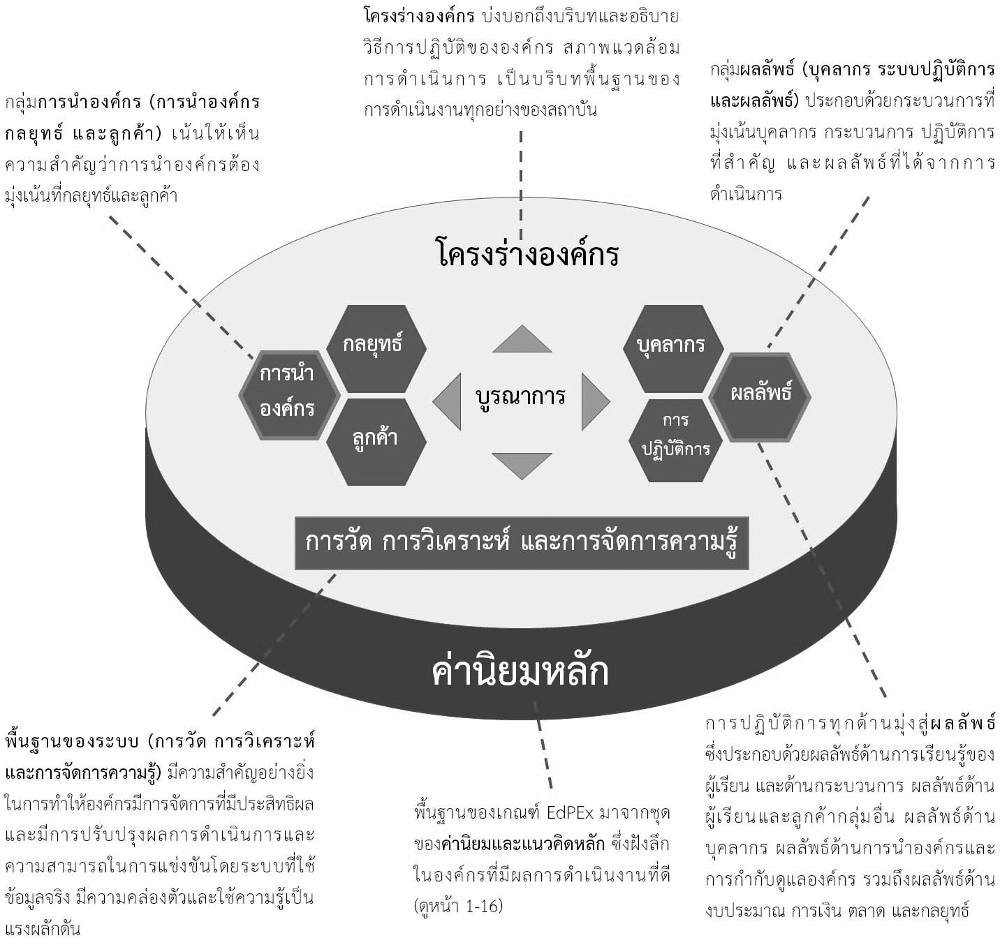 โครงร่างองค์กร บ่งบอกถึงบริบทและอธิบาย
วิธีการปฏิบัติขององค์กร สภาพแวดล้อม
การดำเนินการ เป็นบริบทพื้นฐานของ
การดำเนินงานทุกอย่างของสถาบัน
กลุ่มการนำองค์กร (การนำองค์กร
กลยุทธ์ และลูกค้า) เน้นให้เห็น
ความสำคัญว่าการนำองค์กรต้อง
มุ่งเน้นที่กลยุทธ์และลูกค้า
กลุ่มผลลัพธ์ (บุคลากร ระบบปฏิบัติการ
และผลลัพธ์) ประกอบด้วยกระบวนการที่
มุ่งเน้นบุคลากร กระบวนการ ปฏิบัติการ
ที่สำคัญ และผลลัพธ์ที่ได้จากการ
ดำเนินการ
โครงร่างองค์กร
กลยุทธ์
การนำ
องค์กร
ลูกค้า
บูรณาการ
บุคลากร
ผลลัพธ์
การ
ปฏิบัติการ
การวัด การวิเคราะห์ และการจัดการความรู้
ค่านิยมหลัก
พื้นฐานของระบบ (การวัด การวิเคราะห์
และการจัดการความรู้) มีความสำคัญอย่างยิ่ง
ในการทำให้องค์กรมีการจัดการที่มีประสิทธิผล
และมีการปรับปรุงผลการดำเนินการและ
ความสามารถในการแข่งขันโดยระบบที่ใช้
ข้อมูลจริง มีความคล่องตัวและใช้ความรู้เป็น
แรงผลักดัน
พื้นฐานของเกณฑ์ EdPEx มาจากชุด
ของค่านิยมและแนวคิดหลัก ซึ่งฝังลึก
ในองค์กรที่มีผลการดำเนินงานที่ดี
(ดูหน้า 1-16)
การปฏิบัติการทุกด้านมุ่งสู่ผลลัพธ์
ซึ่งประกอบด้วยผลลัพธ์ด้านการเรียนรู้ของ
ผู้เรียน และด้านกระบวนการ ผลลัพธ์ด้าน
ผู้เรียนและลูกค้ากลุ่มอื่น ผลลัพธ์ด้าน
บุคลากร ผลลัพธ์ด้านการนำองค์กรและ
การกำกับดูแลองค์กร รวมถึงผลลัพธ์ด้าน
งบประมาณ การเงิน ตลาด และกลยุทธ์